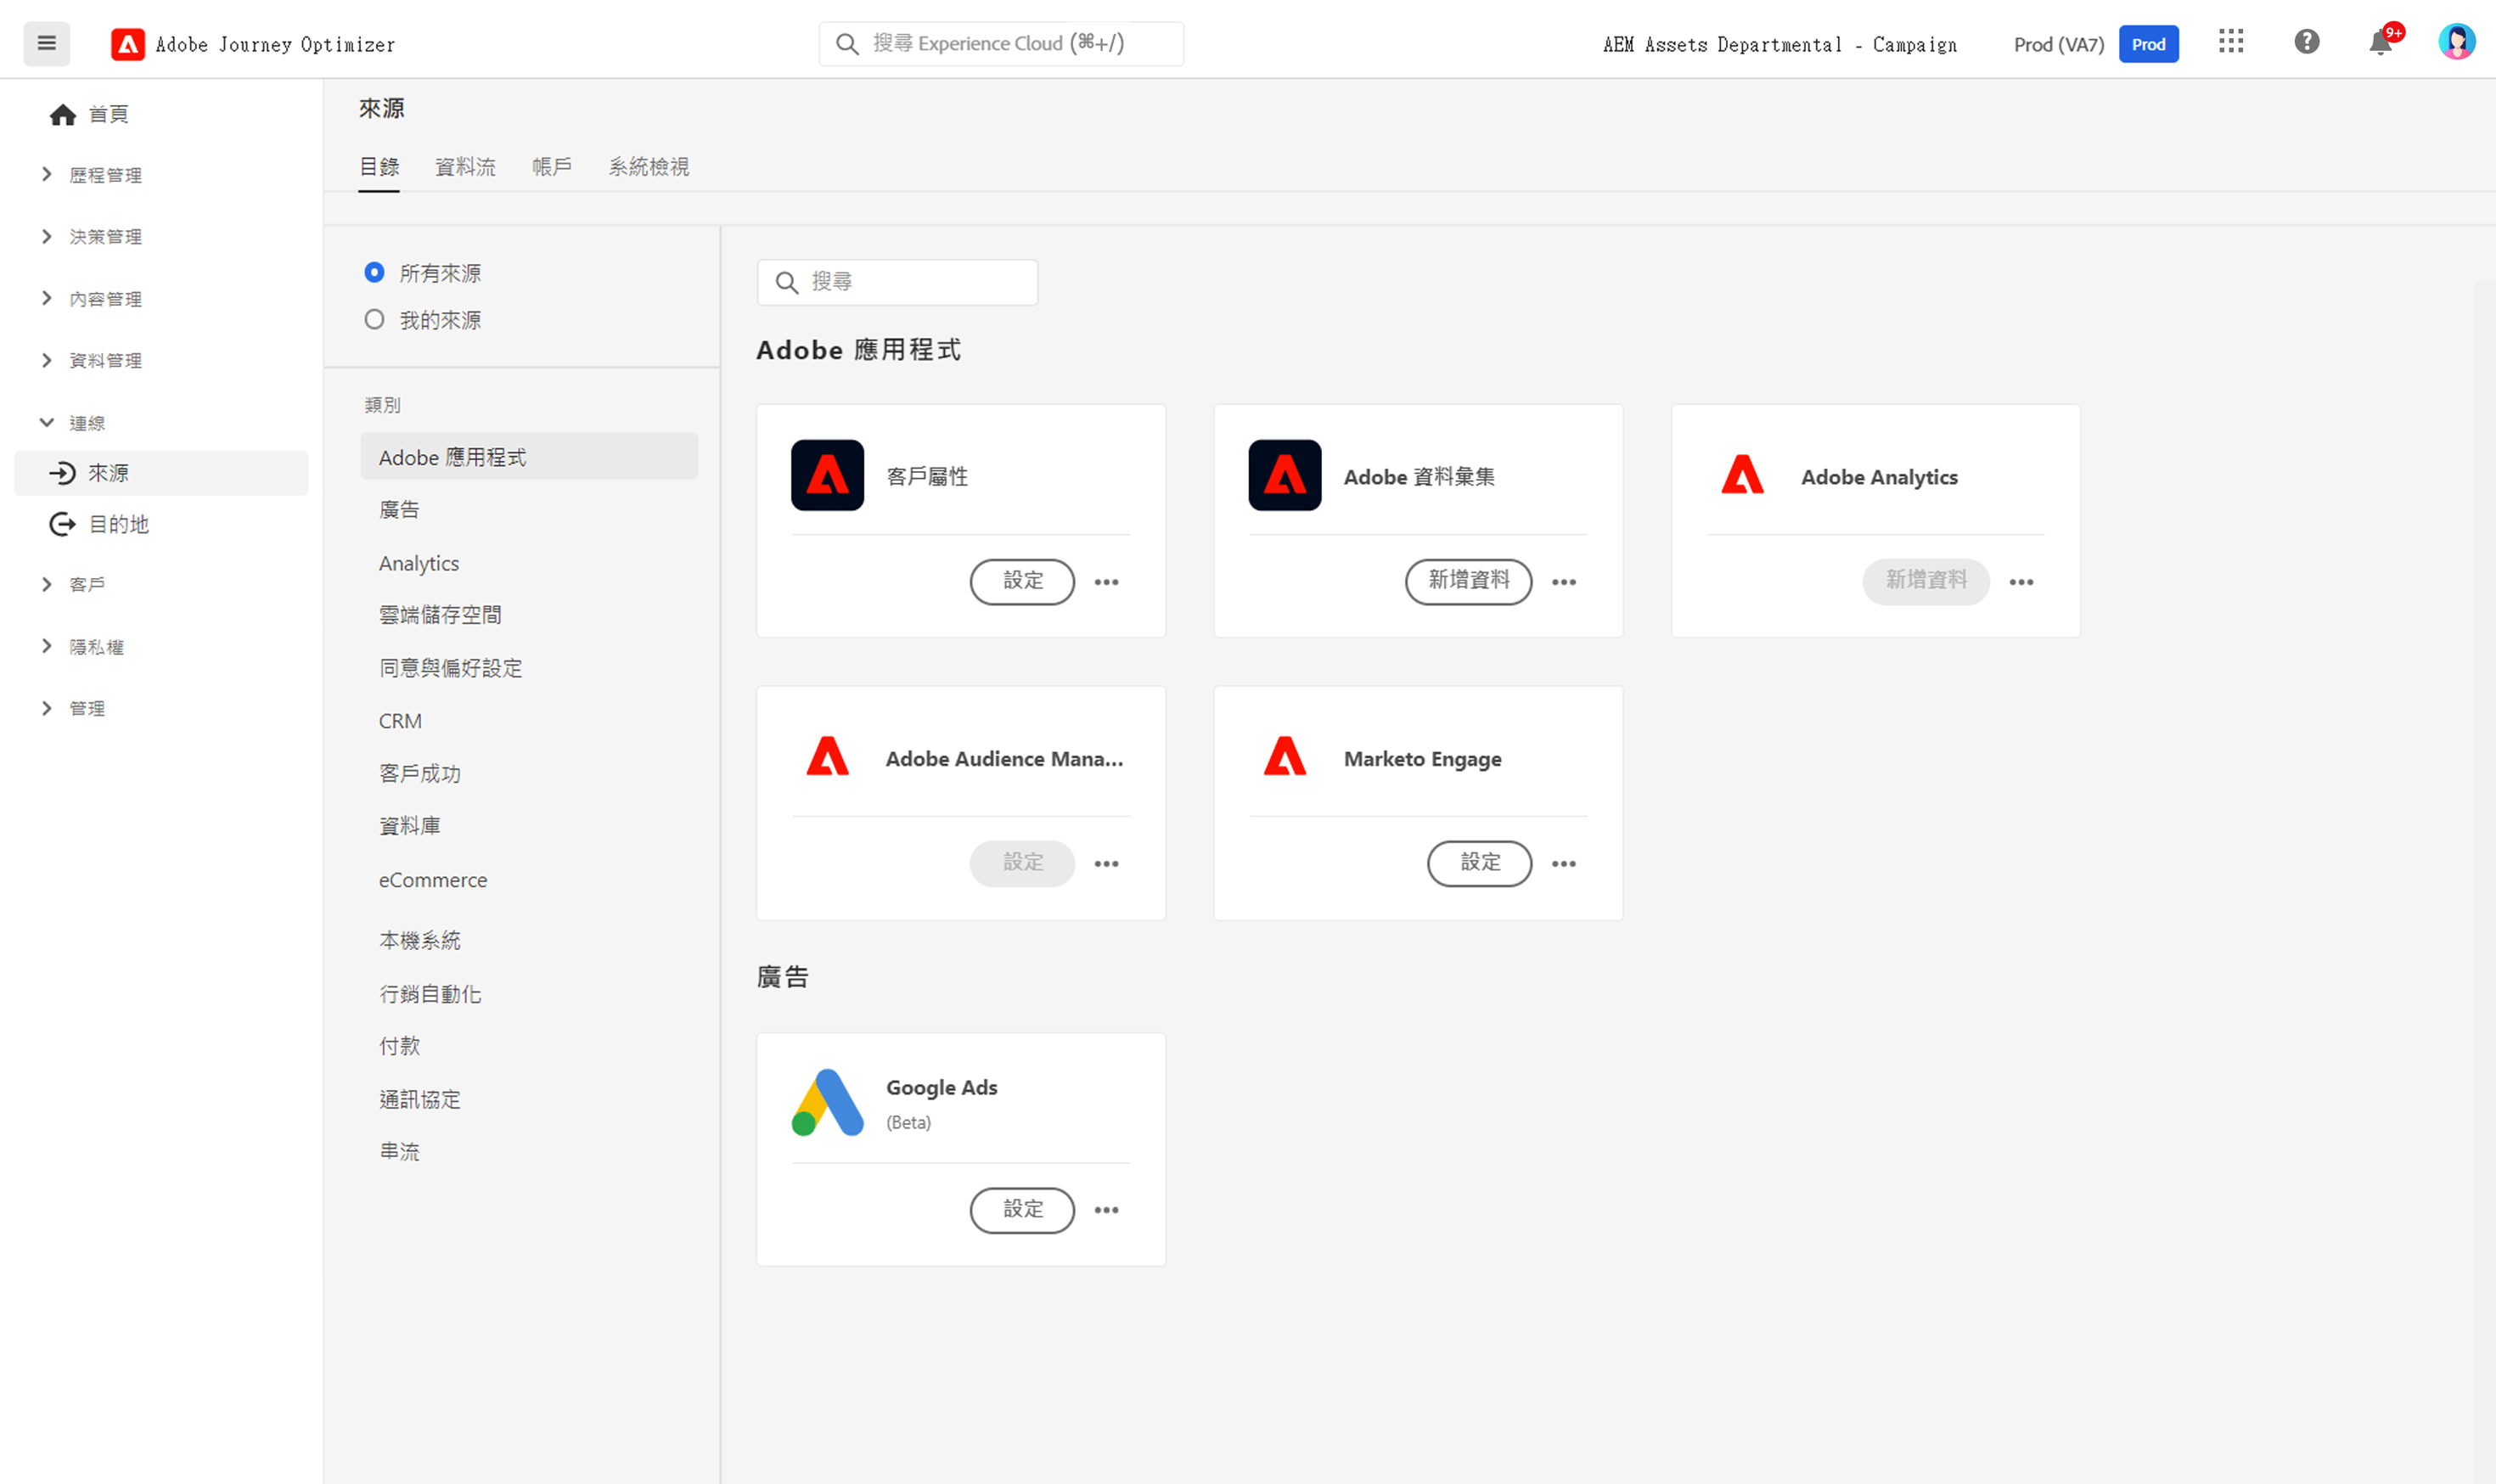 Adobe Journey Optimizer
搜尋 Experience Cloud (⌘+/)
AEM Assets Departmental - Campaign
Prod (VA7)
Prod
9+
首頁
歷程管理
決策管理
內容管理
資料管理
連線
來源
目的地
客戶
隱私權
管理
來源
目錄
資料流
帳戶
系統檢視
所有來源
我的來源
類別
Adobe 應用程式
廣告
Analytics
雲端儲存空間
同意與偏好設定
CRM
客戶成功
資料庫
eCommerce
本機系統
行銷自動化
付款
通訊協定
串流
搜尋
Adobe 應用程式
客戶屬性
設定
Adobe 資料彙集
新增資料
Adobe Analytics
新增資料
Adobe Audience Mana...
設定
Marketo Engage
設定
廣告
Google Ads
(Beta)
設定